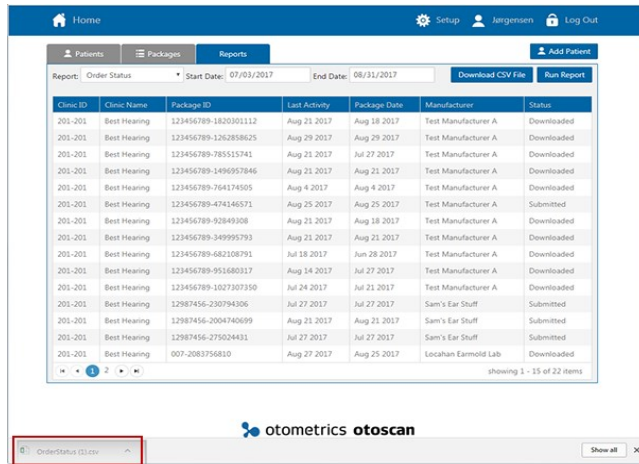 Home Setup Jørgensen Log Out
Patients Packages Reports Add Patient
Report: Order Status Start Date: 07/03/2017 End Date: 08/31/2017 Download CSV File Run Report
Clinic ID Clinic Name Package ID Last Activity Package Date Manufacturer Status
201-201 Best Hearing 123456789-1820301112 Aug 21 2017 Aug 18 2017 Test Manufacturer A Downloaded
201-201 Best Hearing 123456789-1262858625 Aug 29 2017 Aug 29 2017 Test Manufacturer A Downloaded
201-201 Best Hearing 123456789-785515741 Aug 21 2017 Jul 27 2017 Test Manufacturer A Downloaded
201-201 Best Hearing 123456789-1496957846 Aug 21 2017 Aug 21 2017 Test Manufacturer A Downloaded
201-201 Best Hearing 123456789-764174505 Aug 4 2017 Aug 4 2017 Test Manufacturer A Downloaded
201-201 Best Hearing 123456789-474146571 Aug 25 2017 Aug 25 2017 Test Manufacturer A Submitted
201-201 Best Hearing 123456789-92849308 Aug 21 2017 Aug 18 2017 Test Manufacturer A Downloaded
201-201 Best Hearing 123456789-349995793 Aug 21 2017 Aug 21 2017 Test Manufacturer A Downloaded
201-201 Best Hearing 123456789-682108791 Jul 18 2017 Jun 28 2017 Test Manufacturer A Downloaded
201-201 Best Hearing 123456789-951680317 Aug 14 2017 Jul 27 2017 Test Manufacturer A Downloaded
201-201 Best Hearing 123456789-1027307350 Jul 24 2017 Jul 21 2017 Test Manufacturer A Downloaded
201-201 Best Hearing 12987456-230794306 Jul 27 2017 Jul 27 2017 Sam's Ear Stuff Submitted
201-201 Best Hearing 12987456-2004740699 Aug 21 2017 Aug 21 2017 Sam's Ear Stuff Submitted
201-201 Best Hearing 12987456-275024431 Jul 27 2017 Jul 27 2017 Sam's Ear Stuff Submitted
201-201 Best Hearing 007-2083756810 Aug 27 2017 Aug 25 2017 Locahan Earmold Lab Downloaded
1 2 showing 1 - 15 of 22 items
otometrics otoscan
OrderStatus (1).csv Show all